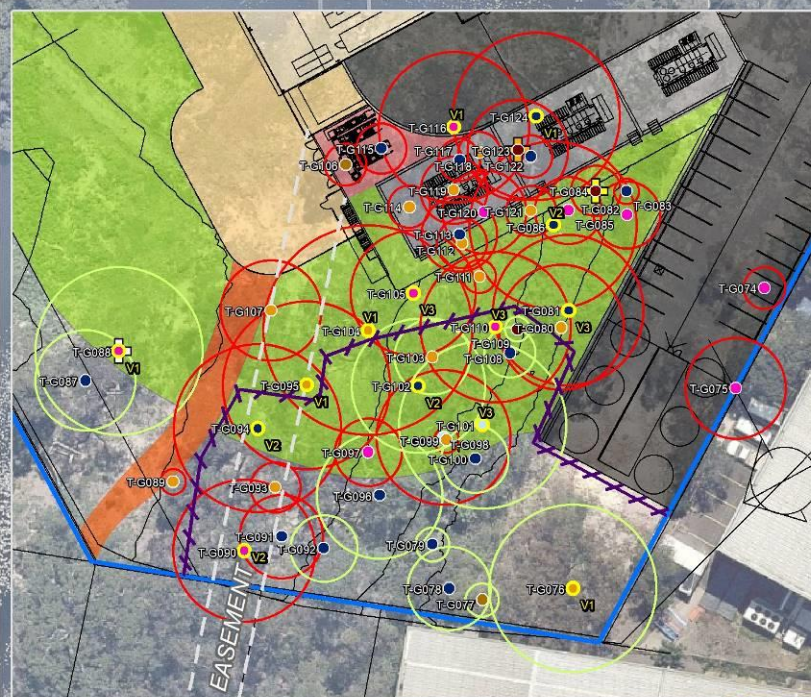 T-G116
V1
T-G124
V1
T-G115
T-G117
T-G123
T-G106
T-G118
T-G122
T-G119
T-G084
T-G114
T-G120
T-G121
V2
T-G082
T-G083
T-G086
T-G085
T-G113
T-G112
T-G111
T-G074
T-G105
T-G107
V3
V3
T-G081
T-G104
V1
T-G110
T-G080
V3
T-G109
T-G088
V1
T-G103
T-G108
T-G087
T-G095
V1
T-G102
V2
T-G075
T-G094
V2
T-G101
V3
T-G099
T-G098
T-G097
T-G100
T-G089
T-G093
T-G096
T-G091
T-G079
T-G090
V2
T-G092
T-G078
T-G076
T-G077
V1
EASEMENT